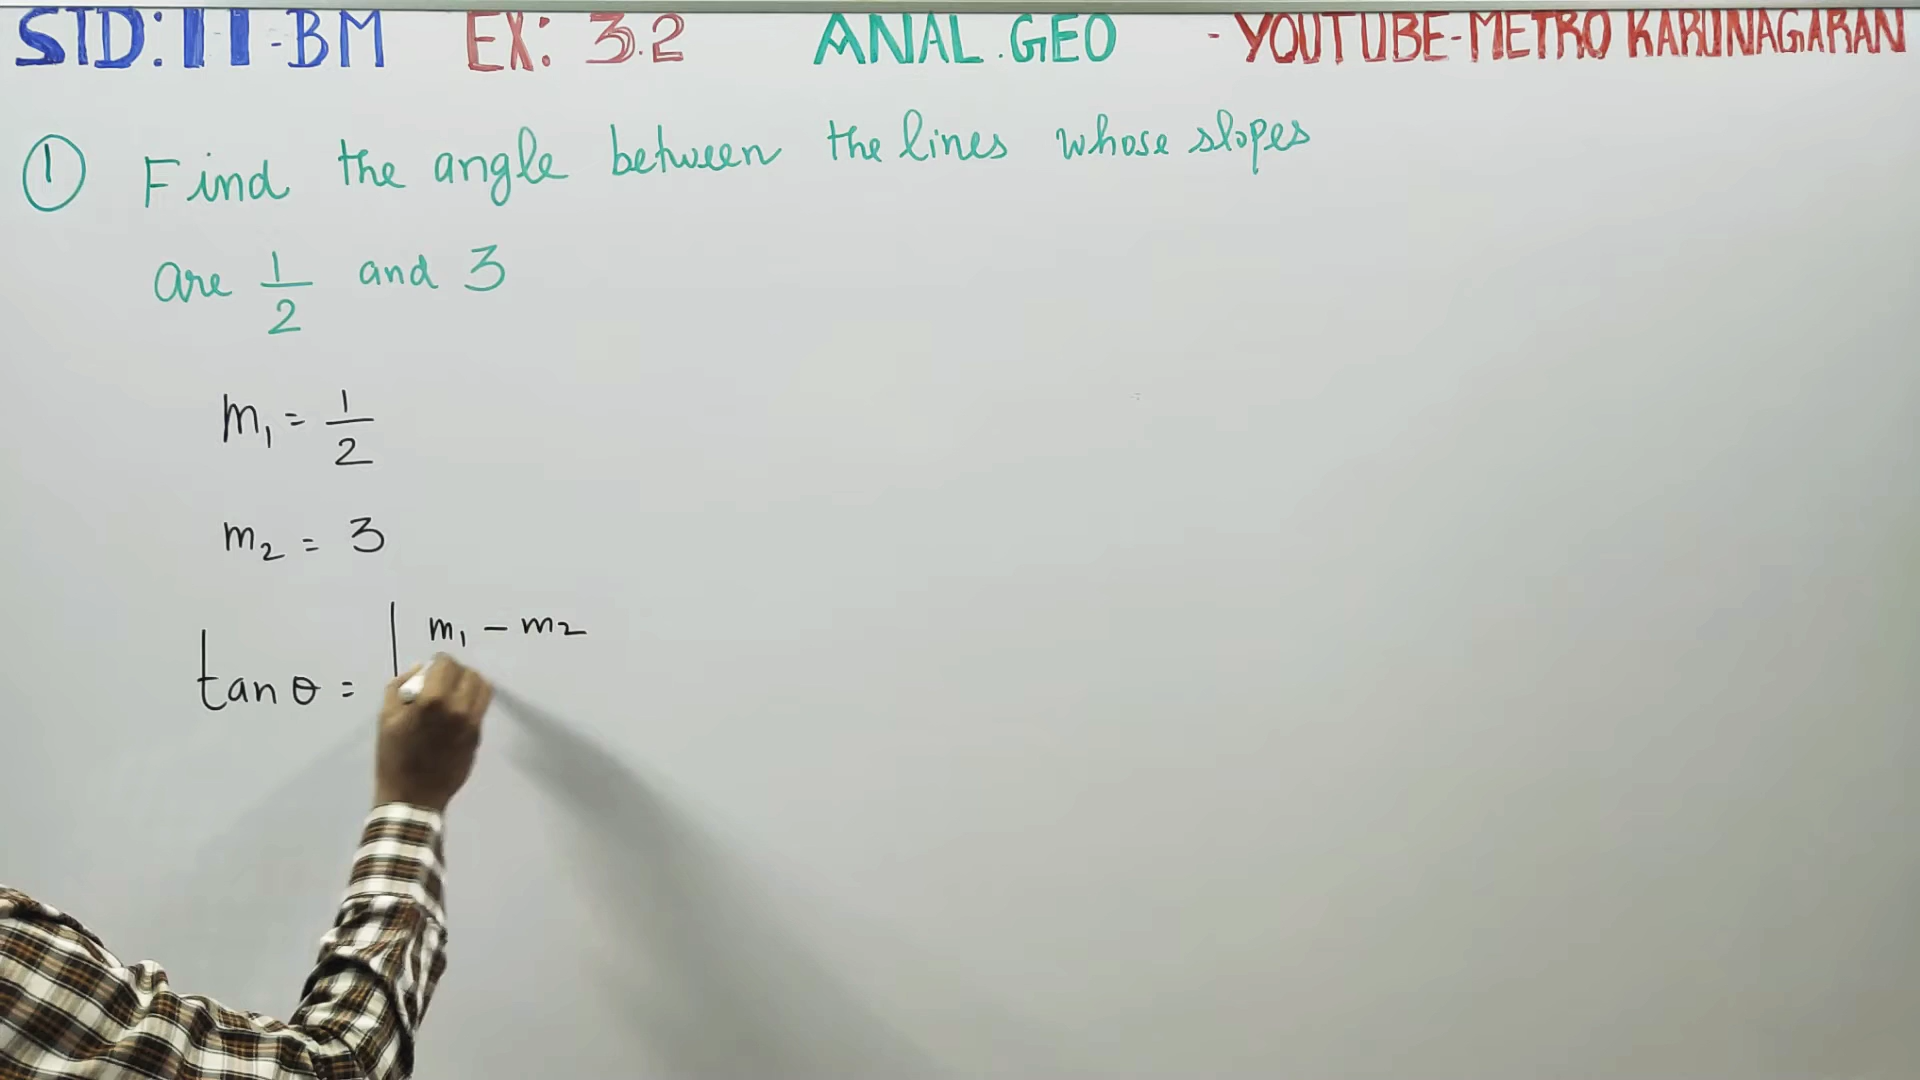 STD: 11-BM EX: 3.2 ANAL.GEO - YOUTUBE-METRO KARUNAGARAN
① Find the angle between the lines whose slopes
are 1/2 and 3
m₁ = 1/2
m₂ = 3
tan θ = | m₁ - m₂